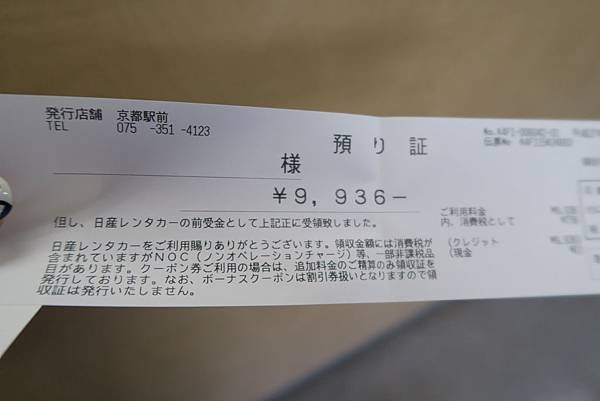 発行店舗 京都駅前
TEL 075 -351 -4123
預り証
様
¥9,936-
但し、日産レンタカーの前受金として上記正に受領致しました。
日産レンタカーをご利用賜りありがとうございます。領収金額には消費税が
含まれていますがNOC(ノンオペレーションチャージ)等、一部非課税品
目があります。クーポン券ご利用の場合は、追加料金のご精算のみ領収証を
発行しております。なお、ボーナスクーポンは割引券扱いとなりますので領
収証は発行いたしません。
ご利用料金
内、消費税として
(クレジット
(現金